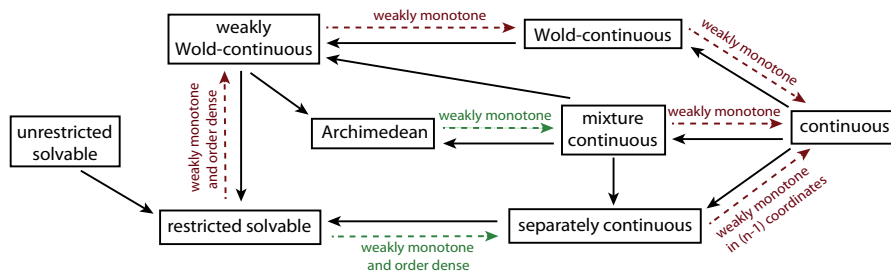 weakly
Wold-continuous
weakly monotone
Wold-continuous
weakly monotone
weakly monotone
and order dense
unrestricted
solvable
Archimedean
weakly monotone
mixture
continuous
weakly monotone
continuous
restricted solvable
weakly monotone
and order dense
separately continuous
weakly monotone
in (n-1) coordinates